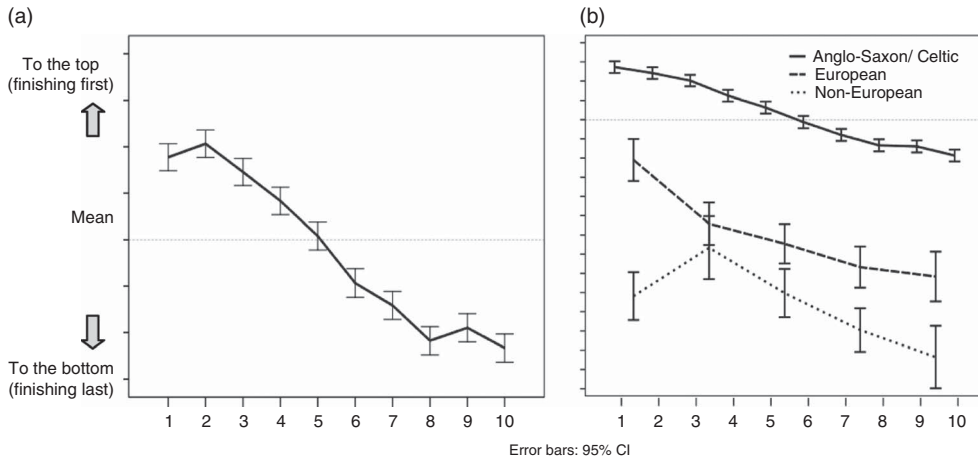 (a)
To the top
(finishing first)
Mean
To the bottom
(finishing last)
1 2 3 4 5 6 7 8 9 10
(b)
Anglo-Saxon/ Celtic
European
Non-European
1 2 3 4 5 6 7 8 9 10
Error bars: 95% CI